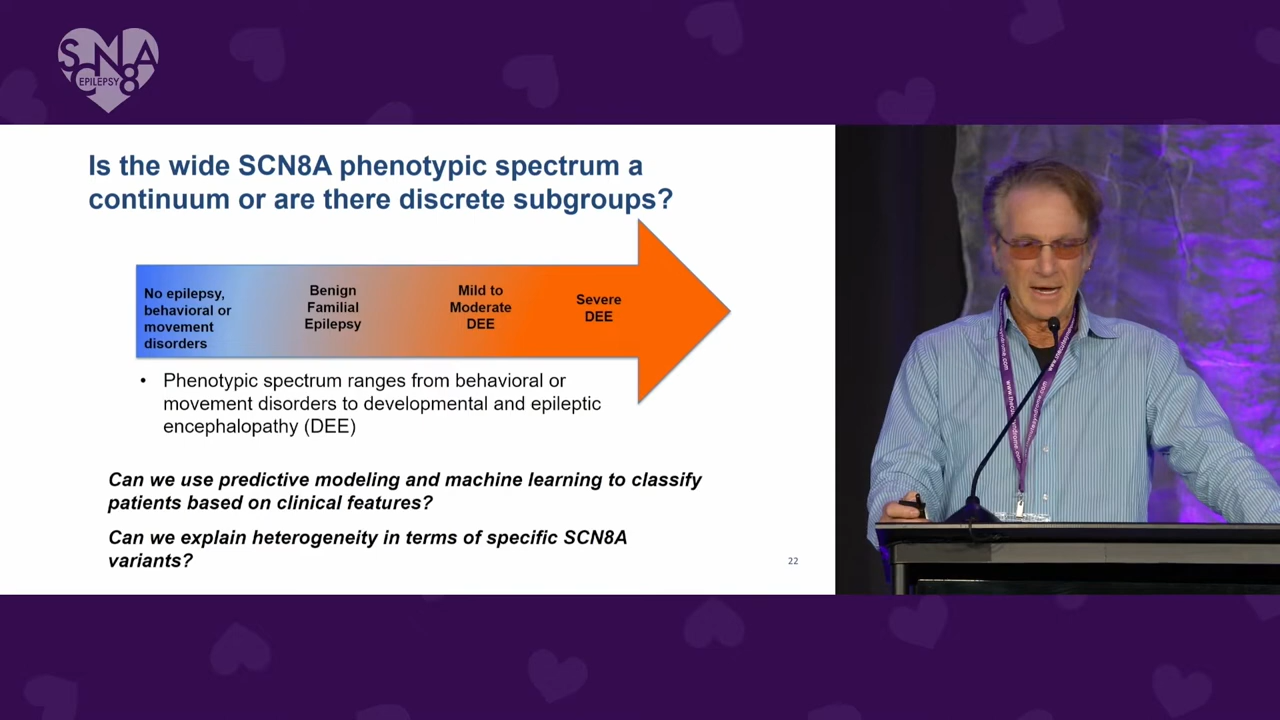 SCN8A
EPILEPSY
Is the wide SCN8A phenotypic spectrum a
continuum or are there discrete subgroups?
No epilepsy,
behavioral or
movement
disorders
Benign
Familial
Epilepsy
Mild to
Moderate
DEE
Severe
DEE
• Phenotypic spectrum ranges from behavioral or
movement disorders to developmental and epileptic
encephalopathy (DEE)
Can we use predictive modeling and machine learning to classify
patients based on clinical features?
Can we explain heterogeneity in terms of specific SCN8A
variants?
22